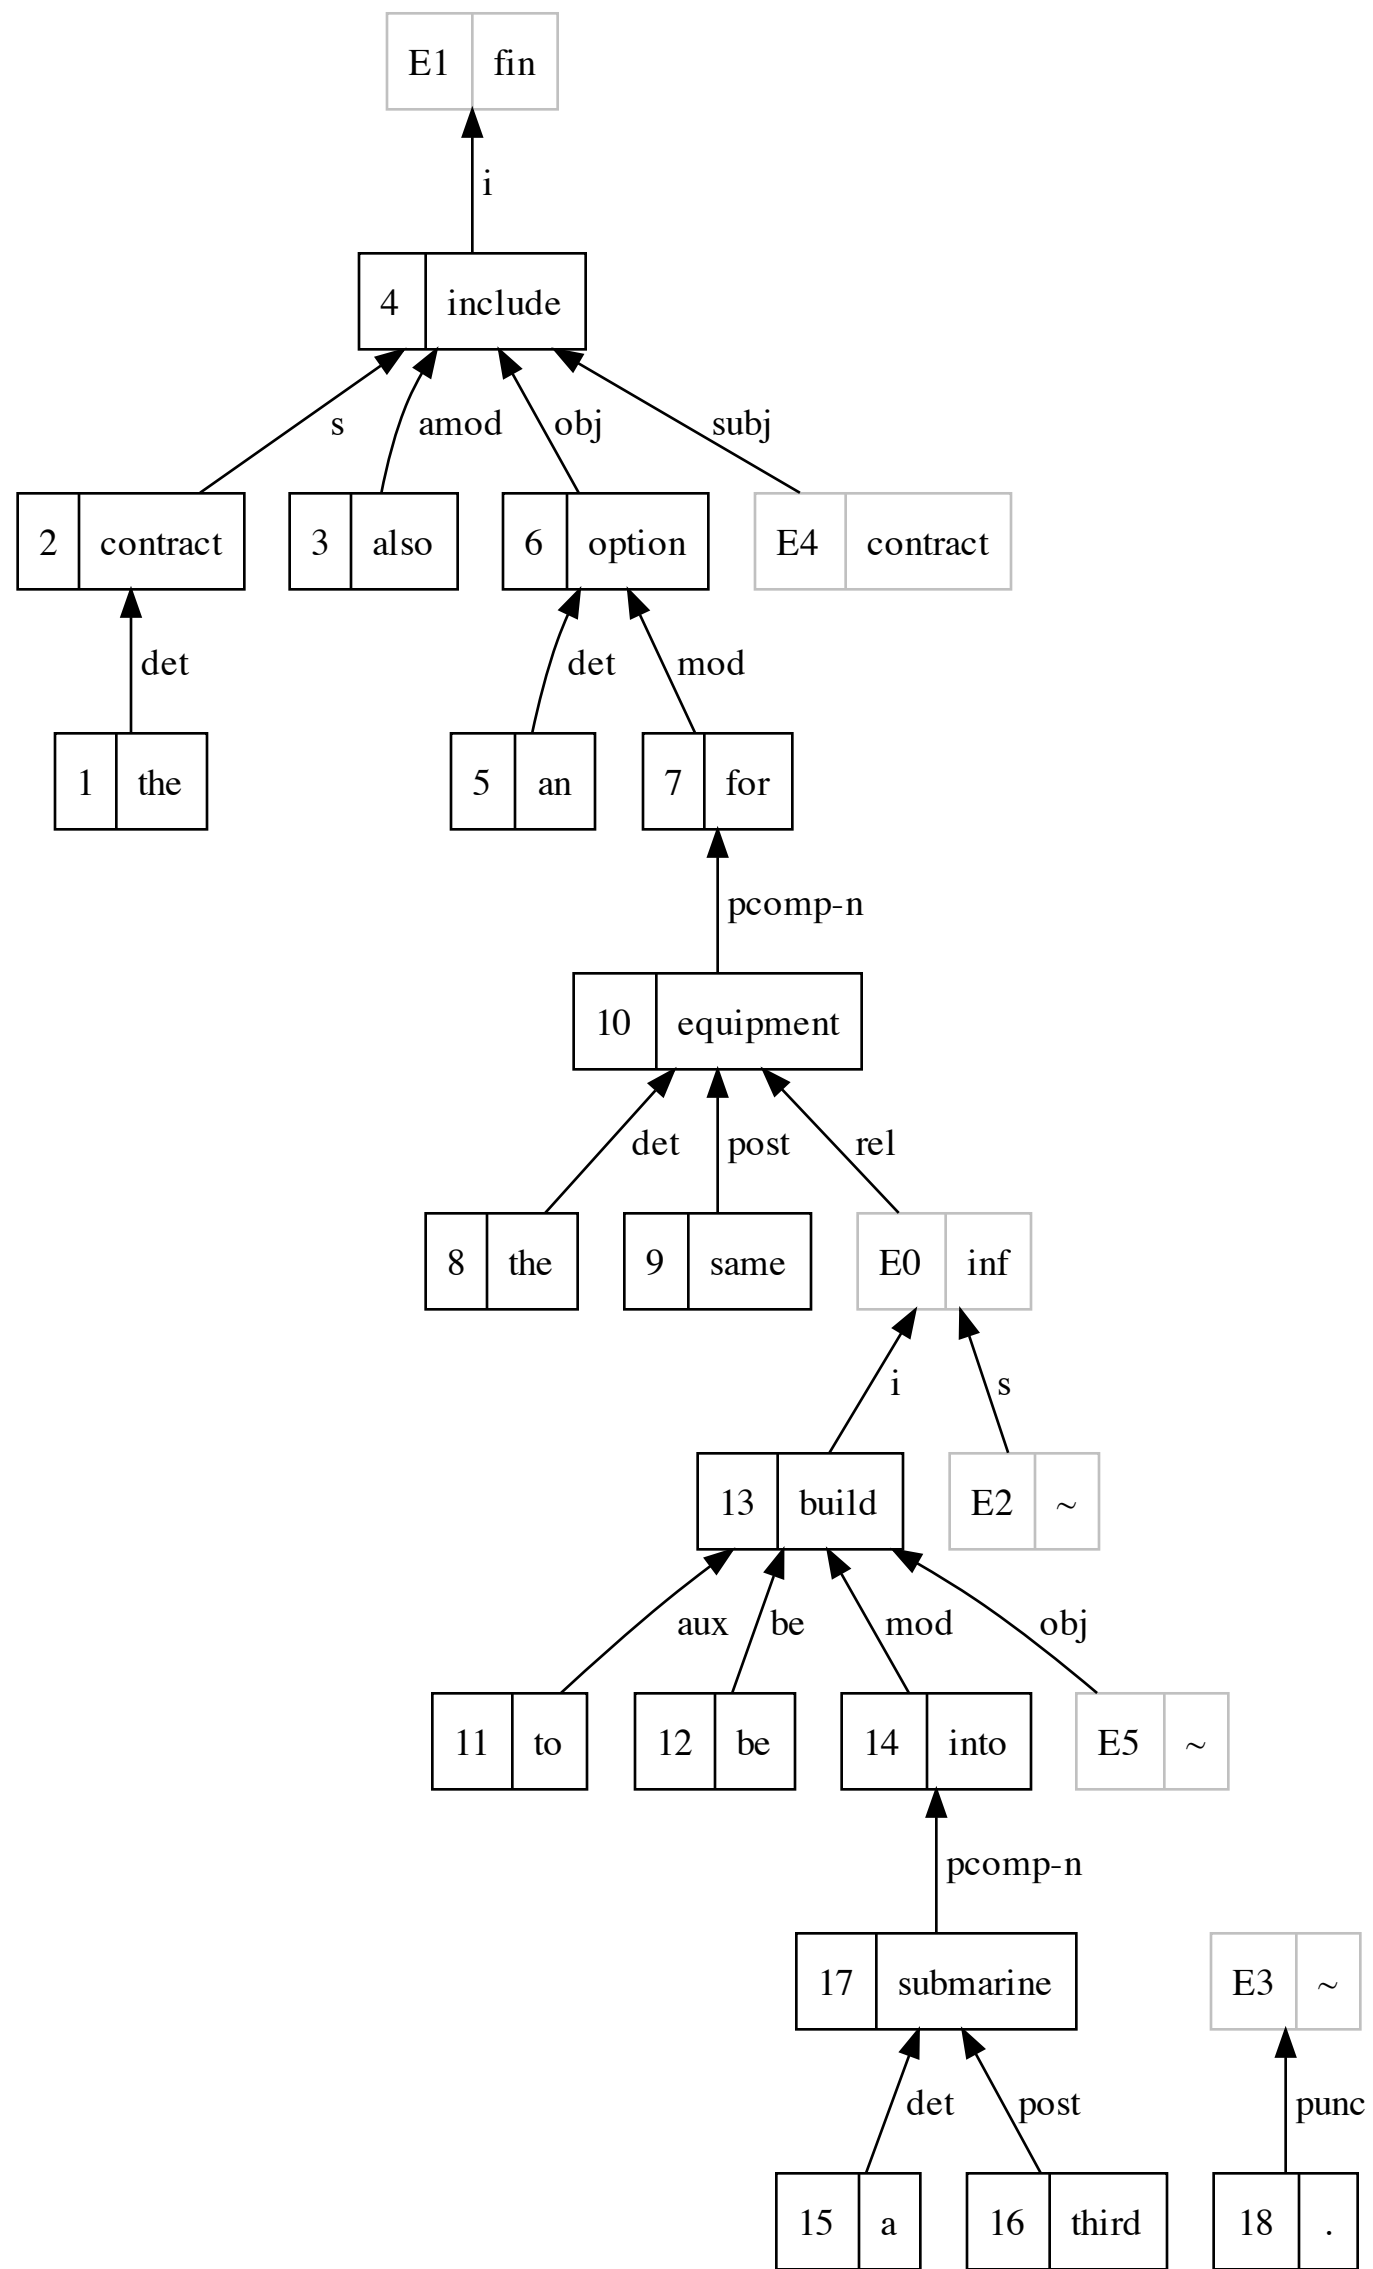 E1 fin
i
4 include
s amod obj subj
2 contract 3 also 6 option E4 contract
det det mod
1 the 5 an 7 for
pcomp-n
10 equipment
det post rel
8 the 9 same E0 inf
i s
13 build E2 ~
aux be mod obj
11 to 12 be 14 into E5 ~
pcomp-n
17 submarine E3 ~
det post punc
15 a 16 third 18 .